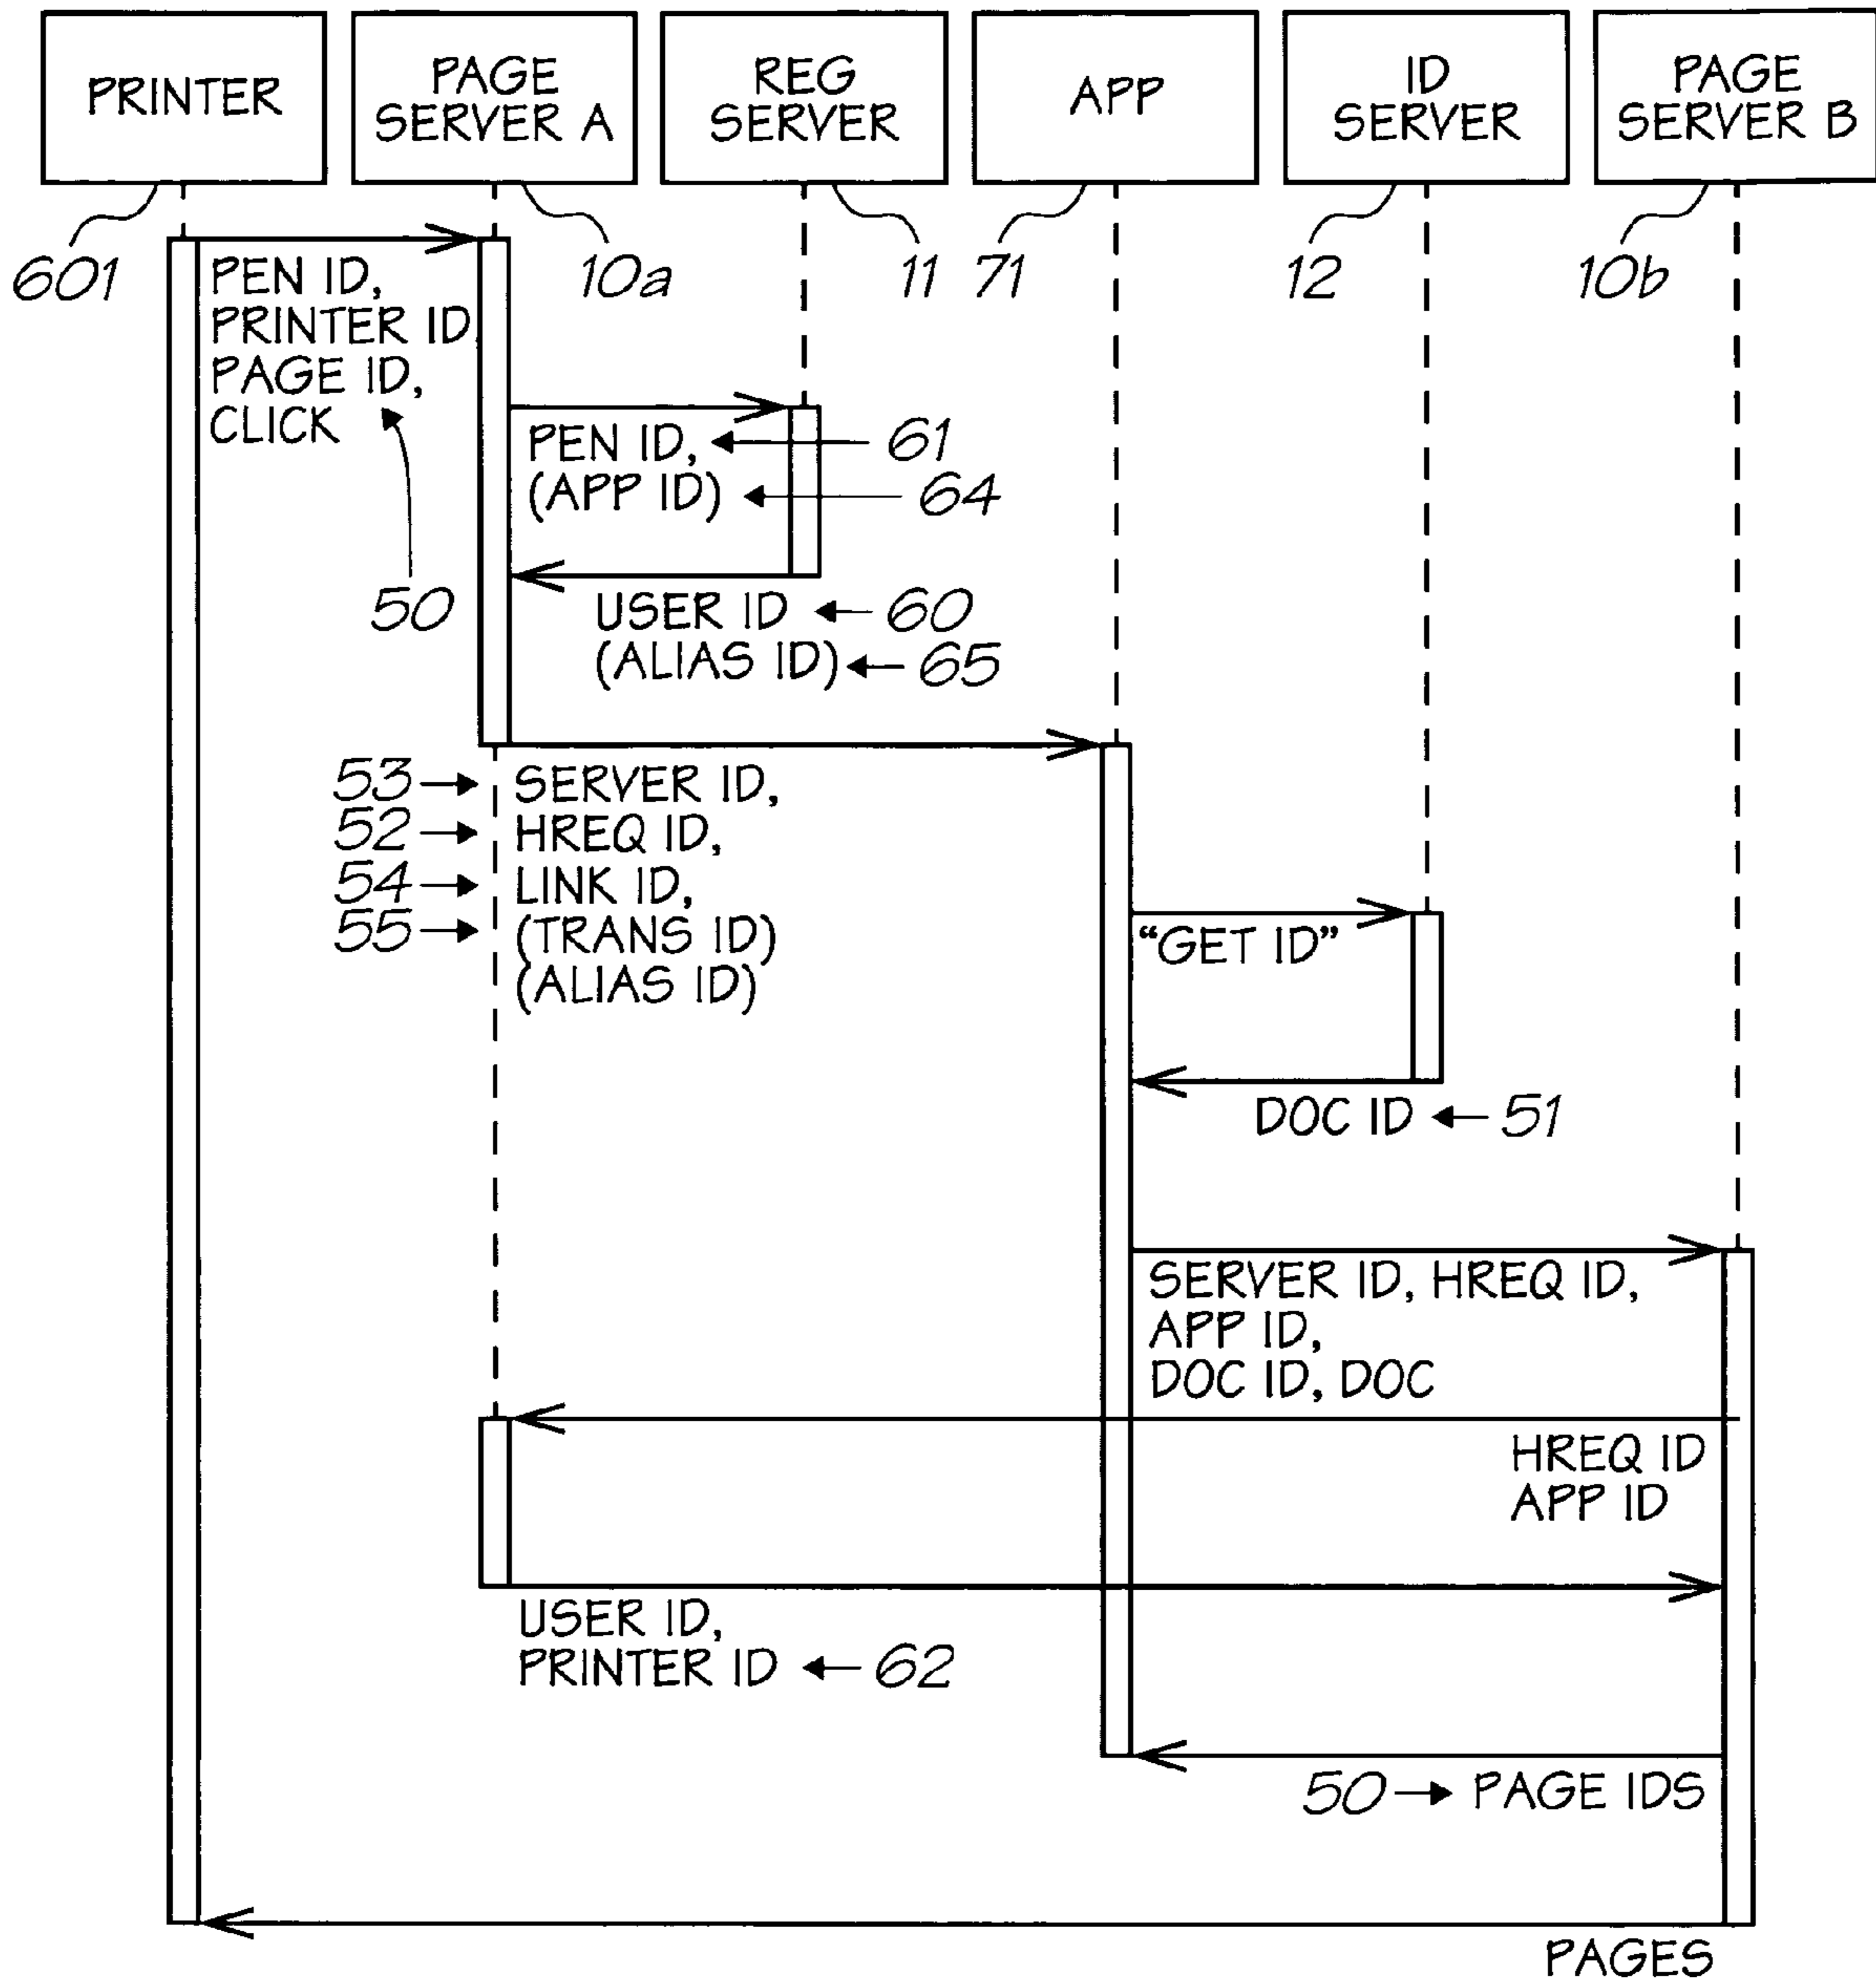 PRINTER
PAGE
SERVER A
REG
SERVER
APP
ID
SERVER
PAGE
SERVER B
601
10a
11
71
12
10b
PEN ID,
PRINTER ID
PAGE ID,
CLICK
50
PEN ID,
61
(APP ID)
64
USER ID
60
(ALIAS ID)
65
53
SERVER ID,
52
HREQ ID,
54
LINK ID,
55
(TRANS ID)
(ALIAS ID)
“GET ID”
DOC ID
51
SERVER ID, HREQ ID,
APP ID,
DOC ID, DOC
HREQ ID
APP ID
USER ID,
PRINTER ID
62
50
PAGE IDS
PAGES